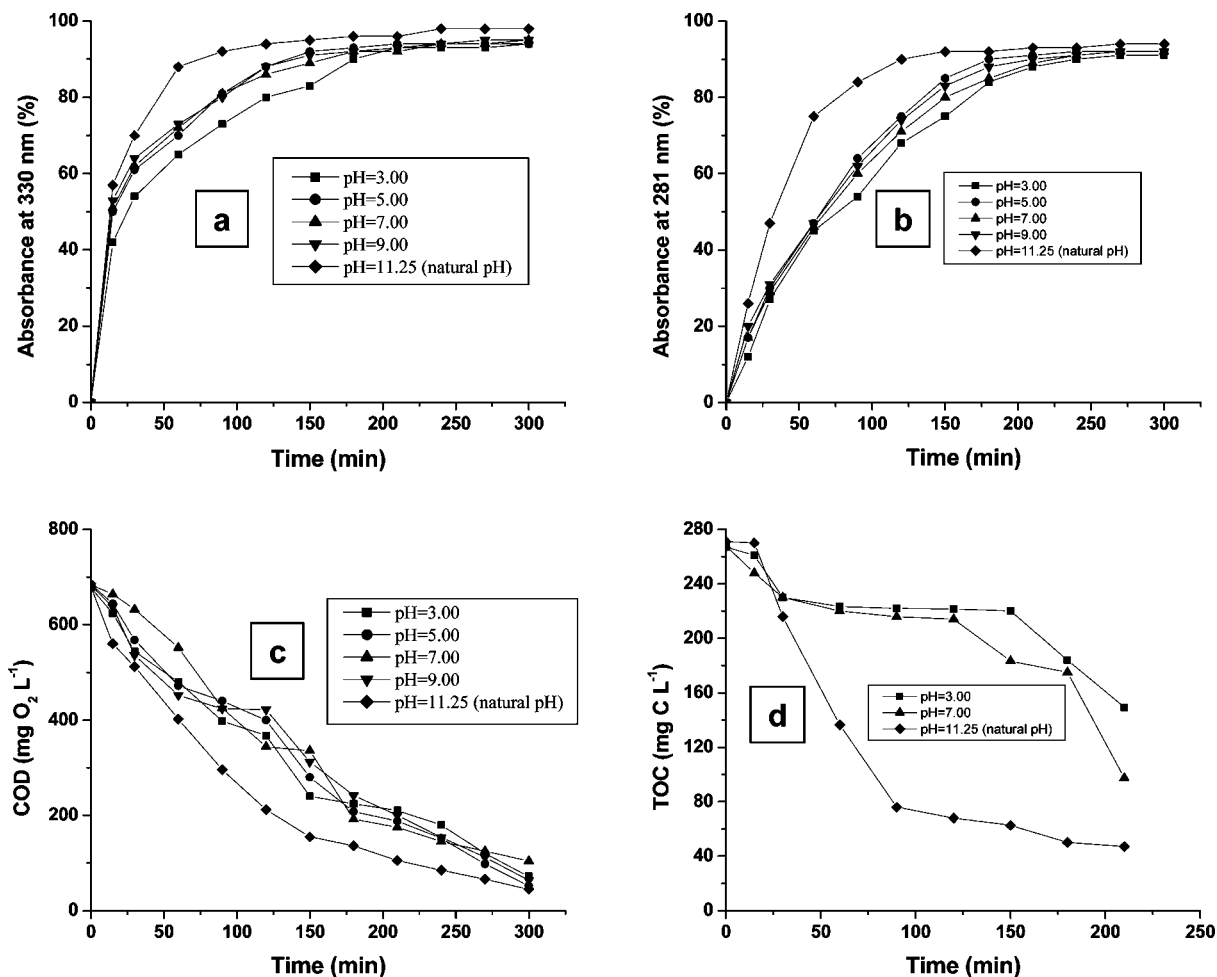 Absorbance at 330 nm (%)
100
80
60
40
20
0
a
pH=3.00
pH=5.00
pH=7.00
pH=9.00
pH=11.25 (natural pH)
0 50 100 150 200 250 300
Time (min)
Absorbance at 281 nm (%)
100
80
60
40
20
0
b
pH=3.00
pH=5.00
pH=7.00
pH=9.00
pH=11.25 (natural pH)
0 50 100 150 200 250 300
Time (min)
COD (mg O₂ L⁻¹)
800
600
400
200
0
c
pH=3.00
pH=5.00
pH=7.00
pH=9.00
pH=11.25 (natural pH)
0 50 100 150 200 250 300
Time (min)
TOC (mg C L⁻¹)
280
240
200
160
120
80
40
0
d
pH=3.00
pH=7.00
pH=11.25 (natural pH)
0 50 100 150 200 250
Time (min)